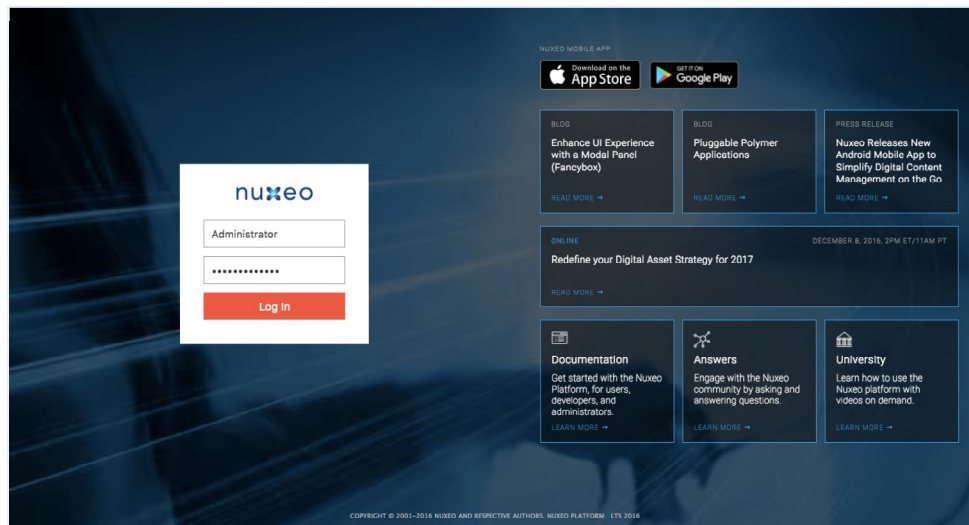 NUXEO MOBILE APP
Download on the
App Store
GET IT ON
Google Play
BLOG
Enhance UI Experience
with a Modal Panel
(Fancybox)
READ MORE →
BLOG
Pluggable Polymer
Applications
READ MORE →
PRESS RELEASE
Nuxeo Releases New
Android Mobile App to
Simplify Digital Content
Management on the Go
READ MORE →
nuxeo
Administrator
•••••••••••••
Log In
ONLINE
DECEMBER 8, 2016, 2PM ET/11AM PT
Redefine your Digital Asset Strategy for 2017
READ MORE →
Documentation
Get started with the Nuxeo
Platform, for users,
developers, and
administrators.
LEARN MORE →
Answers
Engage with the Nuxeo
community by asking and
answering questions.
LEARN MORE →
University
Learn how to use the
Nuxeo platform with
videos on demand.
LEARN MORE →
COPYRIGHT © 2001-2016 NUXEO AND RESPECTIVE AUTHORS. NUXEO PLATFORM LTS 2016